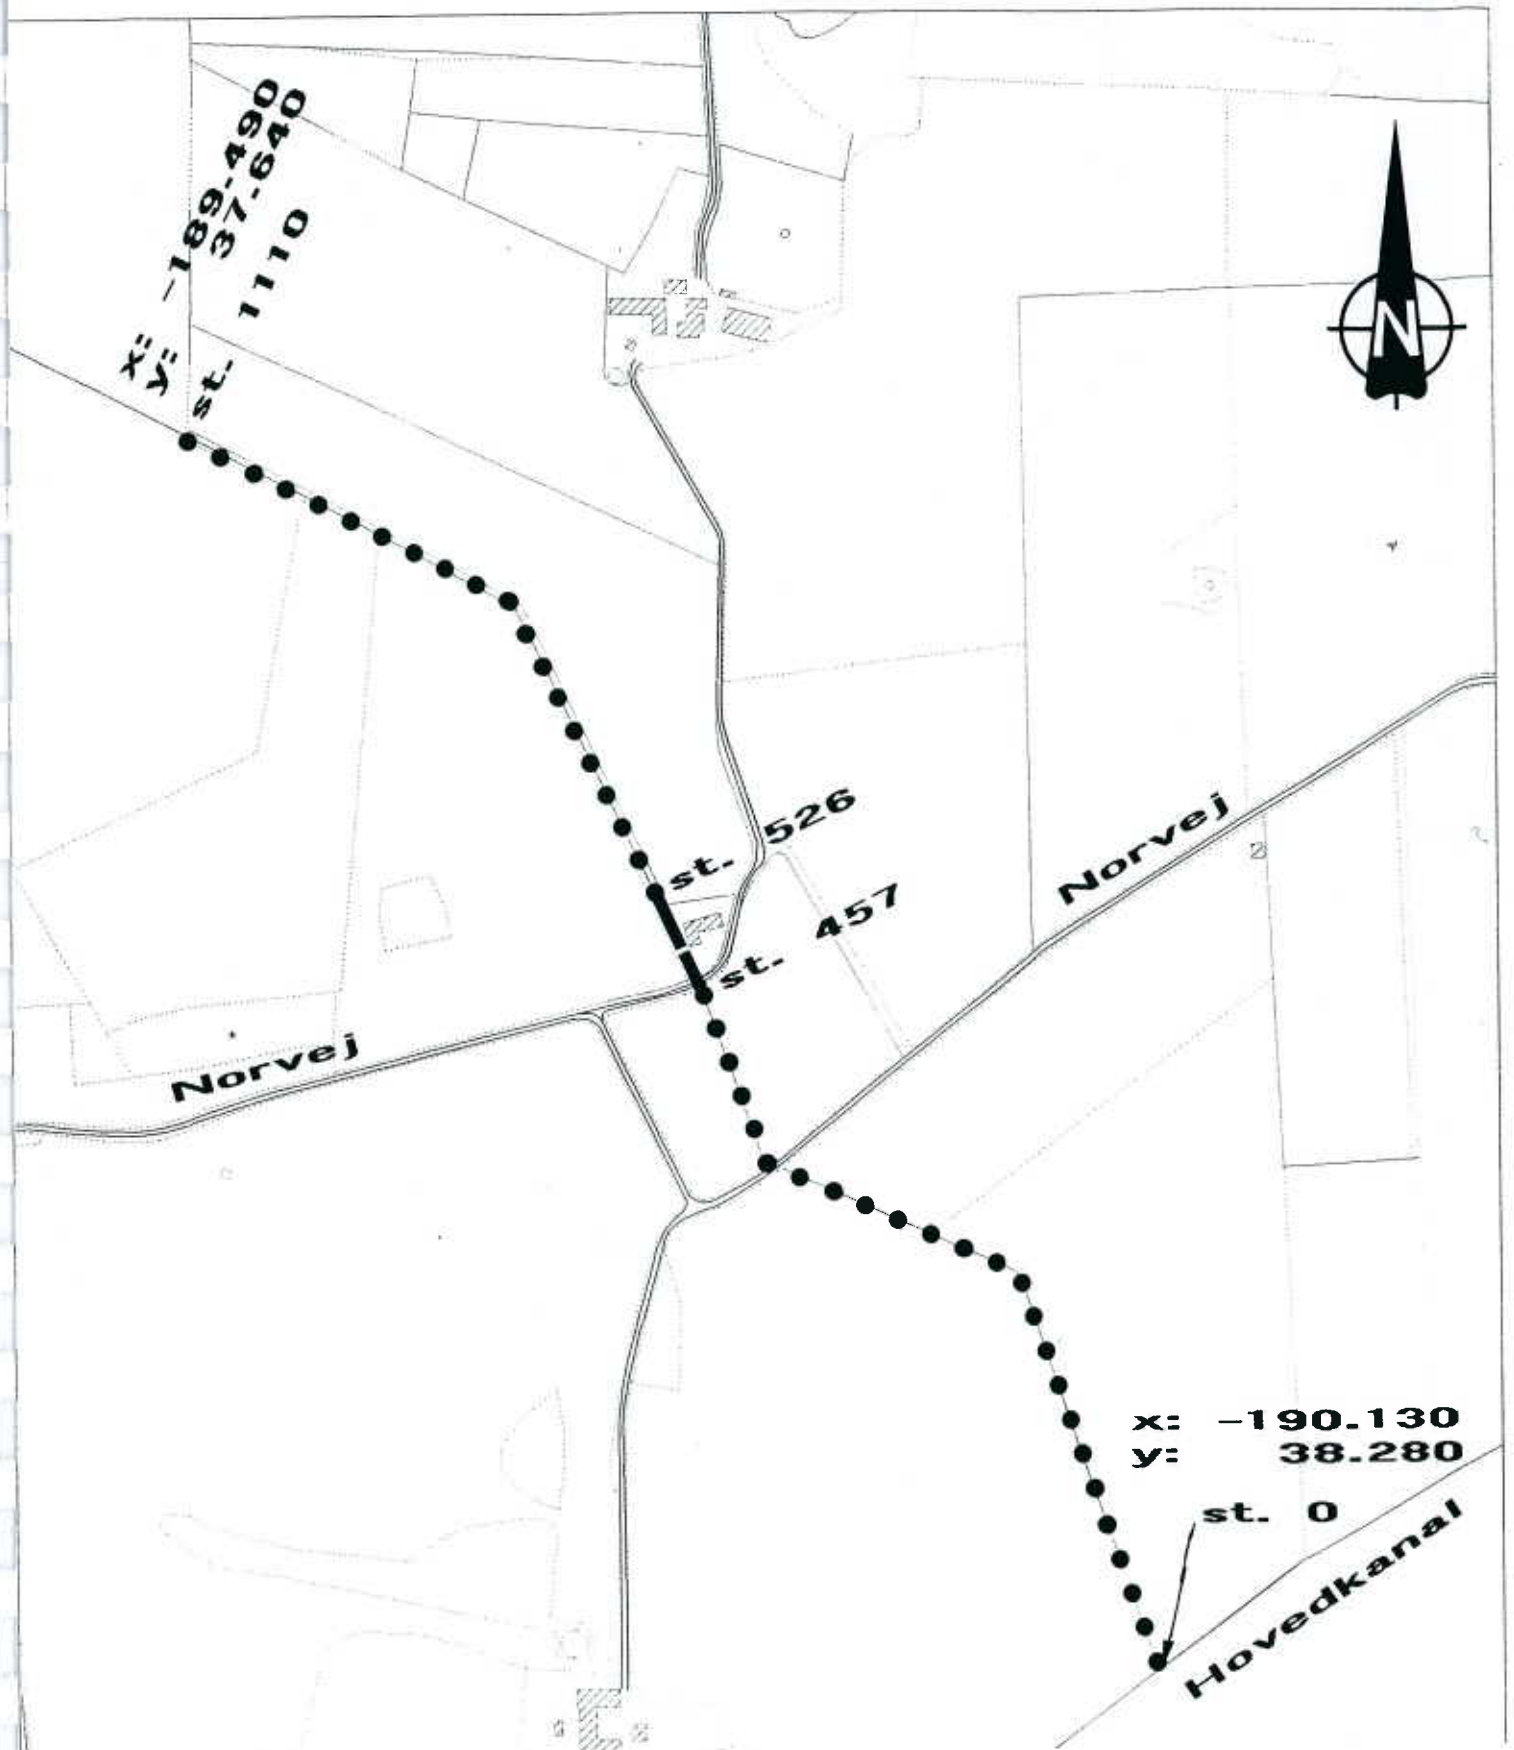 x: -189-490
y: 37-640
st. 1110
N
st. 526
st. 457
Norvej
Norvej
x: -190.130
y: 38.280
st. 0
Hovedkanal